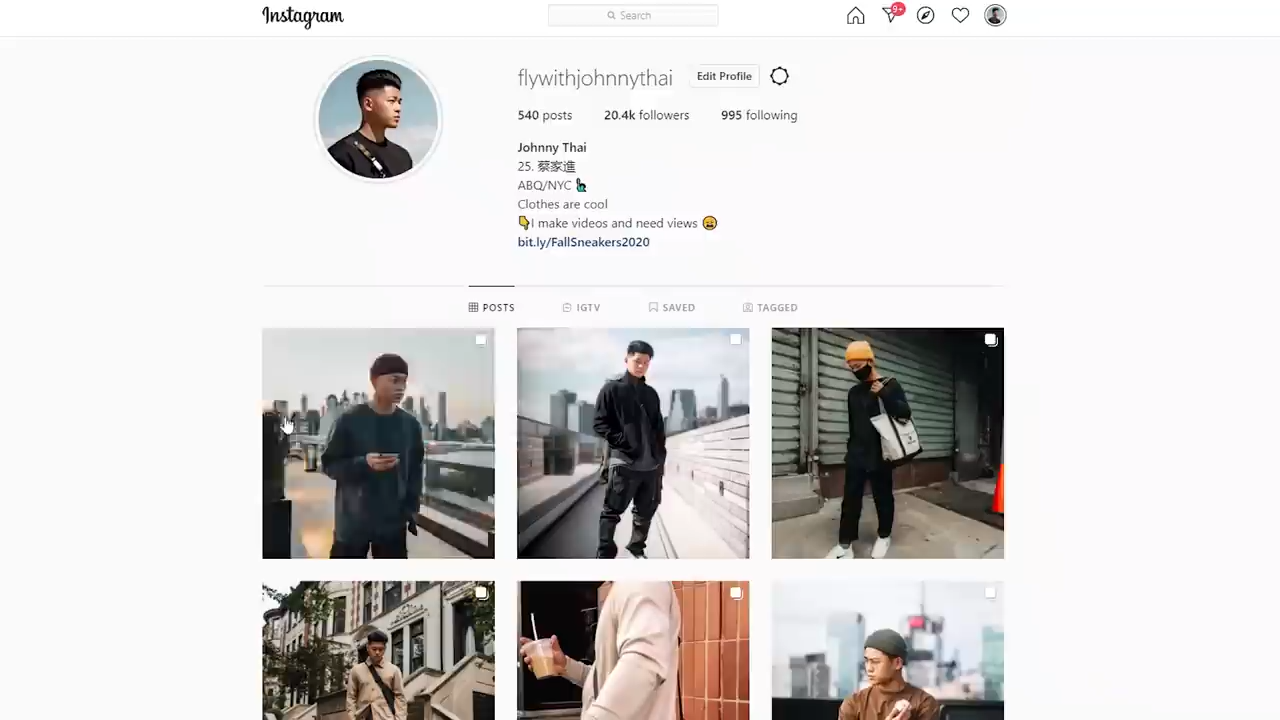 Instagram
Search
9+
flywithjohnnythai
Edit Profile
540 posts
20.4k followers
995 following
Johnny Thai
25. 蔡家進
ABQ/NYC
Clothes are cool
I make videos and need views
bit.ly/FallSneakers2020
POSTS
IGTV
SAVED
TAGGED